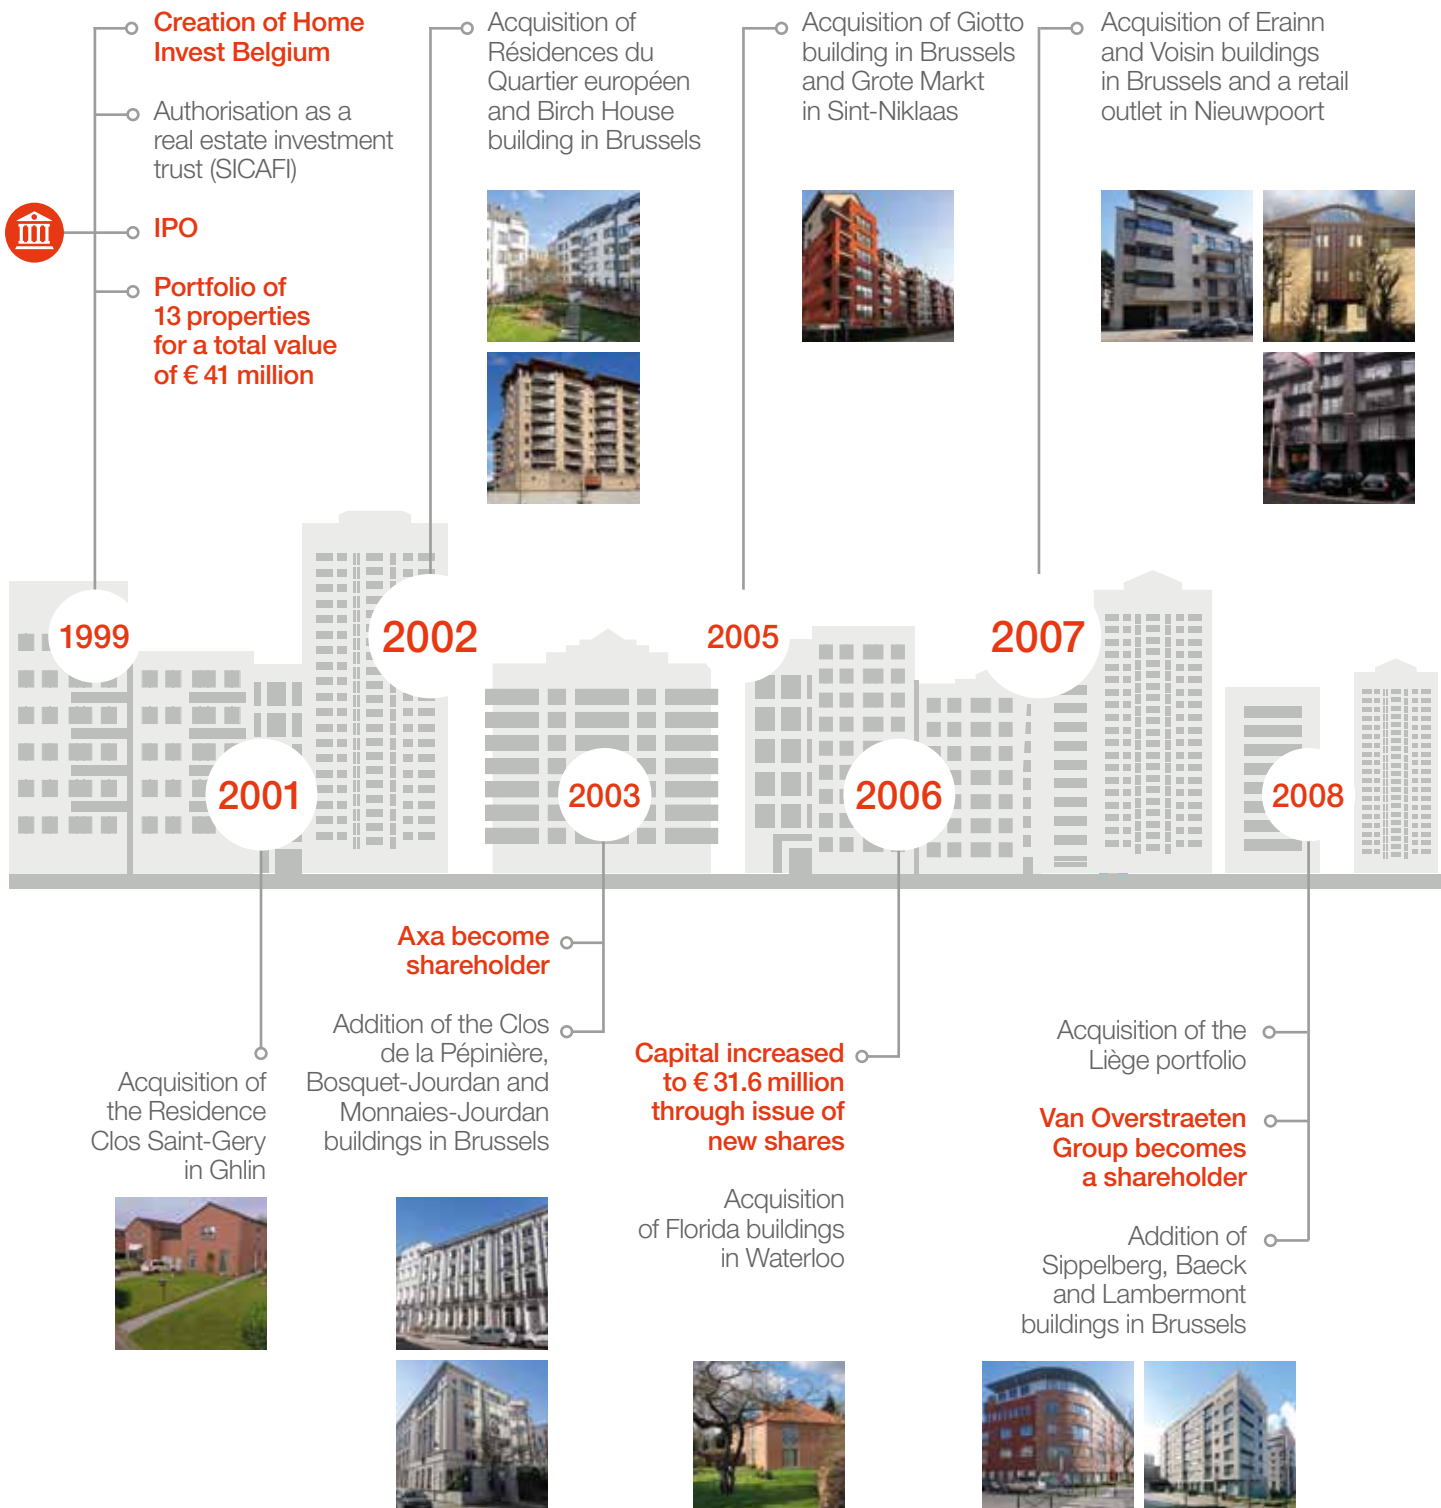 Creation of Home
Invest Belgium
Authorisation as a
real estate investment
trust (SICAFI)
IPO
Portfolio of
13 properties
for a total value
of € 41 million
Acquisition of
Résidences du
Quartier européen
and Birch House
building in Brussels
Acquisition of Giotto
building in Brussels
and Grote Markt
in Sint-Niklaas
Acquisition of Erainn
and Voisin buildings
in Brussels and a retail
outlet in Nieuwpoort
1999
2002
2005
2007
2001
2003
2006
2008
Acquisition of
the Residence
Clos Saint-Gery
in Ghlin
Axa become
shareholder
Addition of the Clos
de la Pépinière,
Bosquet-Jourdan and
Monnaies-Jourdan
buildings in Brussels
Capital increased
to € 31.6 million
through issue of
new shares
Acquisition
of Florida buildings
in Waterloo
Acquisition of the
Liège portfolio
Van Overstraeten
Group becomes
a shareholder
Addition of
Sippelberg, Baeck
and Lambermont
buildings in Brussels